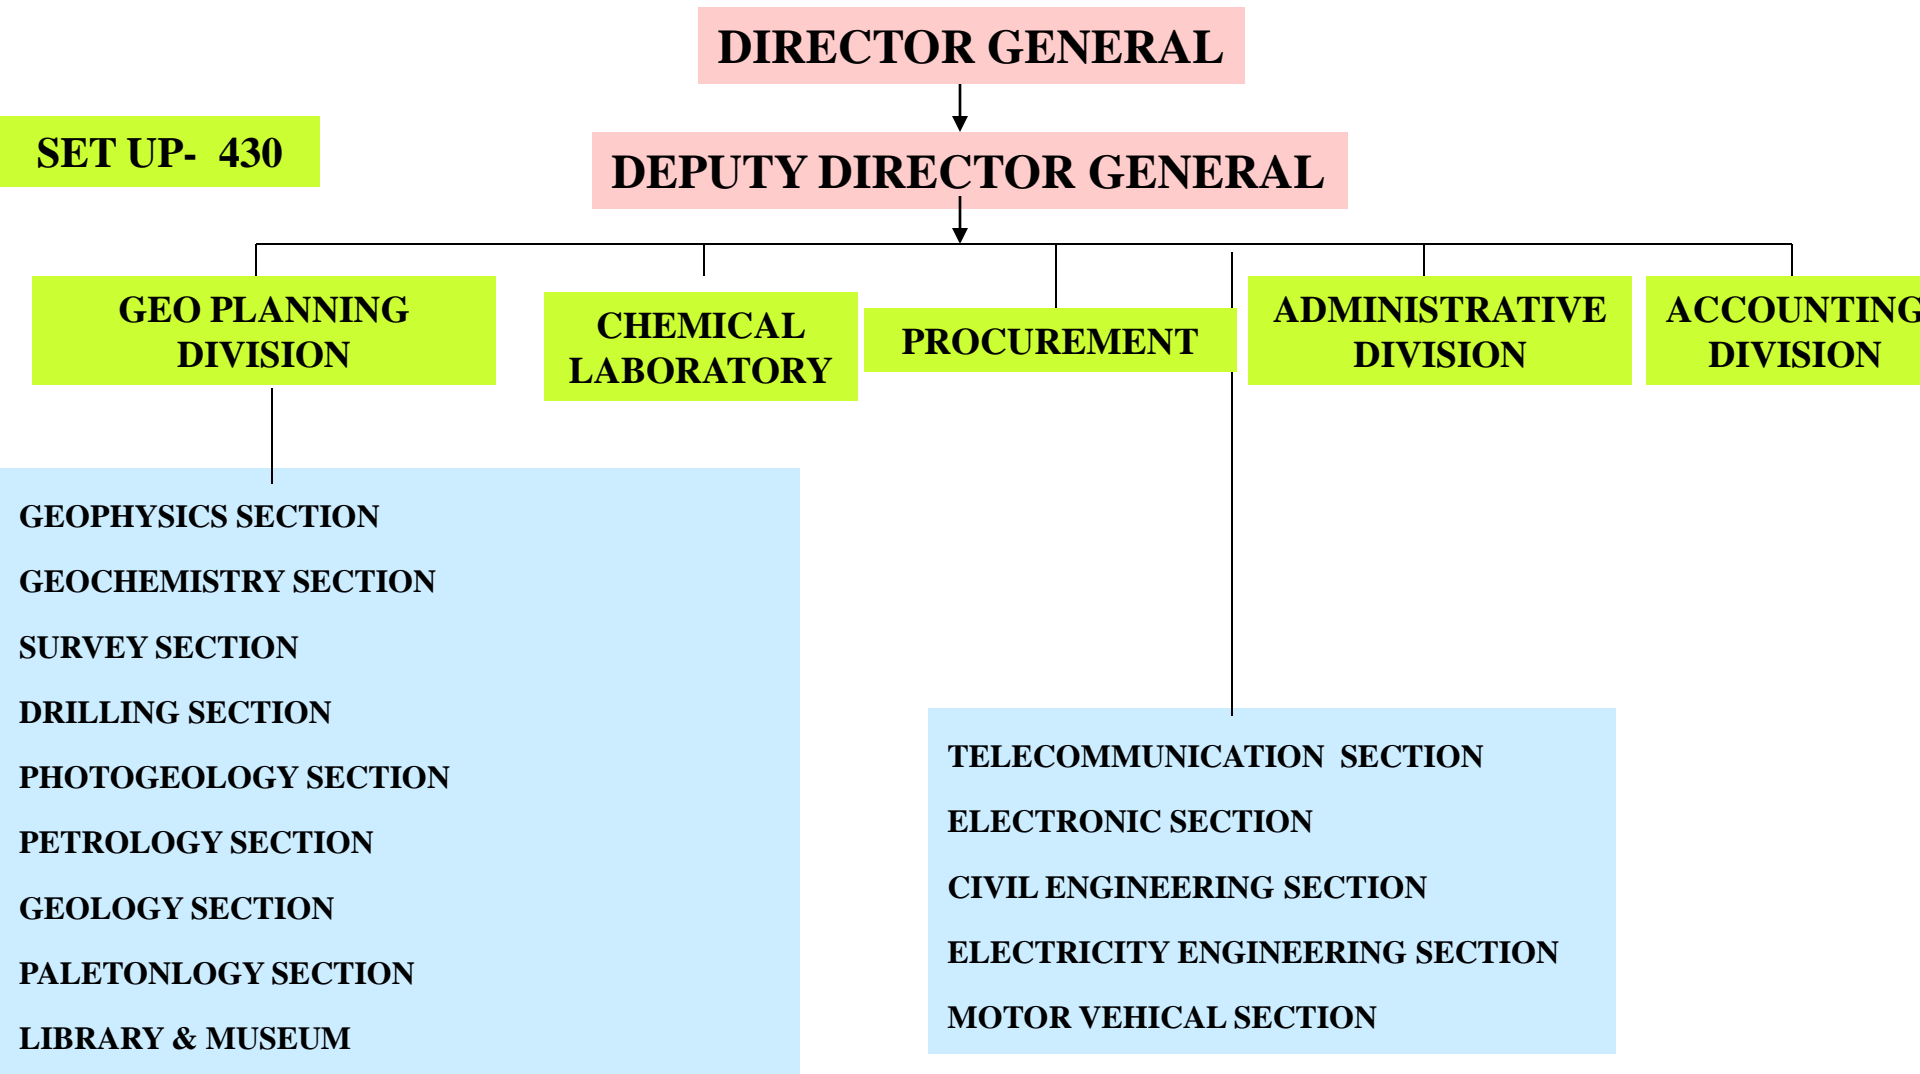 DIRECTOR GENERAL
SET UP-  430
DEPUTY DIRECTOR GENERAL
GEO PLANNING
DIVISION
CHEMICAL
LABORATORY
PROCUREMENT
ADMINISTRATIVE
DIVISION
ACCOUNTING
DIVISION
GEOPHYSICS SECTION
GEOCHEMISTRY SECTION
SURVEY SECTION
DRILLING SECTION
PHOTOGEOLOGY SECTION
PETROLOGY SECTION
GEOLOGY SECTION
PALETONLOGY SECTION
LIBRARY & MUSEUM
TELECOMMUNICATION  SECTION
ELECTRONIC SECTION
CIVIL ENGINEERING SECTION
ELECTRICITY ENGINEERING SECTION
MOTOR VEHICAL SECTION